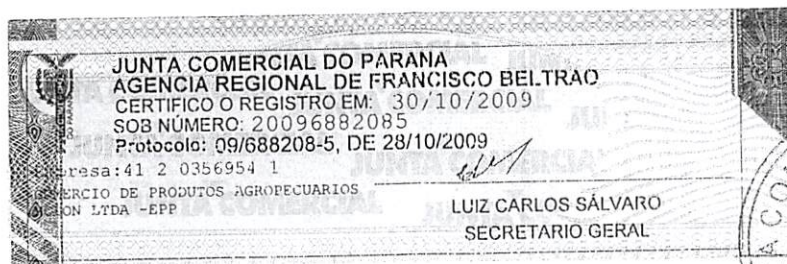 JUNTA COMERCIAL DO PARANA
AGENCIA REGIONAL DE FRANCISCO BELTRAO
CERTIFICO O REGISTRO EM: 30/10/2009
SOB NÚMERO: 20096882085
Protocolo: 09/688208-5, DE 28/10/2009
resa:41 2 0356954 1
ERCIO DE PRODUTOS AGROPECUARIOS
LTDA -EPP
LUIZ CARLOS SÁLVARO
SECRETARIO GERAL
A CO